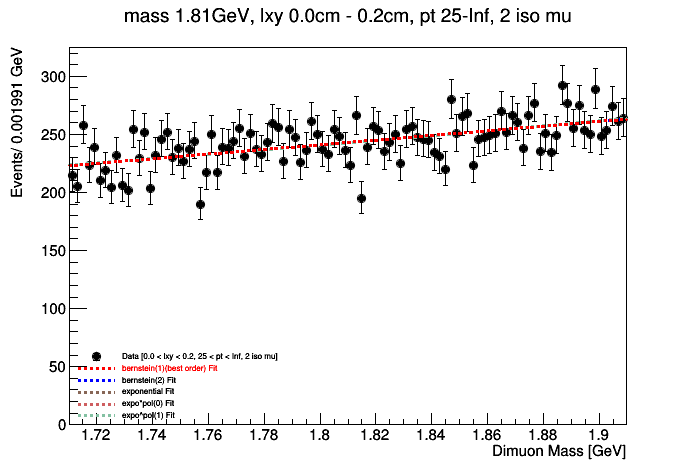 mass 1.81GeV, lxy 0.0cm - 0.2cm, pt 25-Inf, 2 iso mu
Events/ 0.001991 GeV
300
250
200
150
100
50
0
Data [0.0 < lxy < 0.2, 25 < pt < Inf, 2 iso mu]
bernstein(1)(best order) Fit
bernstein(2) Fit
exponential Fit
expo*pol(0) Fit
expo*pol(1) Fit
1.72 1.74 1.76 1.78 1.8 1.82 1.84 1.86 1.88 1.9
Dimuon Mass [GeV]